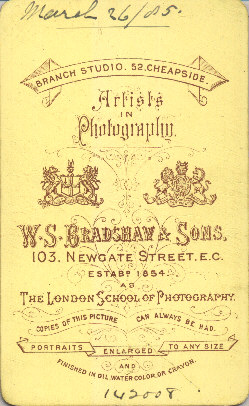 March 26/85.
BRANCH STUDIO. 52, CHEAPSIDE.
Artists
IN
Photography.
W. S. BRADSHAW & SONS,
103, NEWGATE STREET, E.C.
ESTABD 1854.
AS
THE LONDON SCHOOL OF PHOTOGRAPHY.
COPIES OF THIS PICTURE CAN ALWAYS BE HAD.
PORTRAITS ENLARGED TO ANY SIZE
AND
FINISHED IN OIL, WATER COLOR, OR CRAYON.
142008